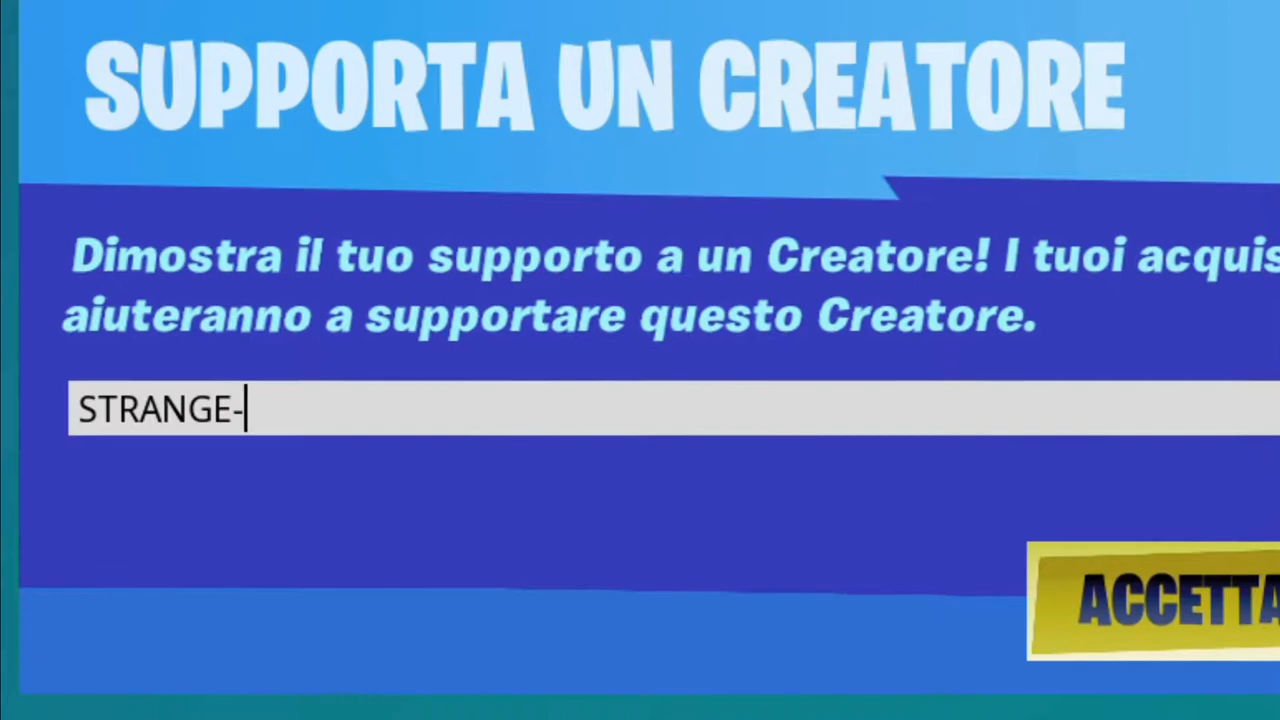 SUPPORTA UN CREATORE
Dimostra il tuo supporto a un Creatore! I tuoi acquis
aiuteranno a supportare questo Creatore.
STRANGE-
ACCETTA